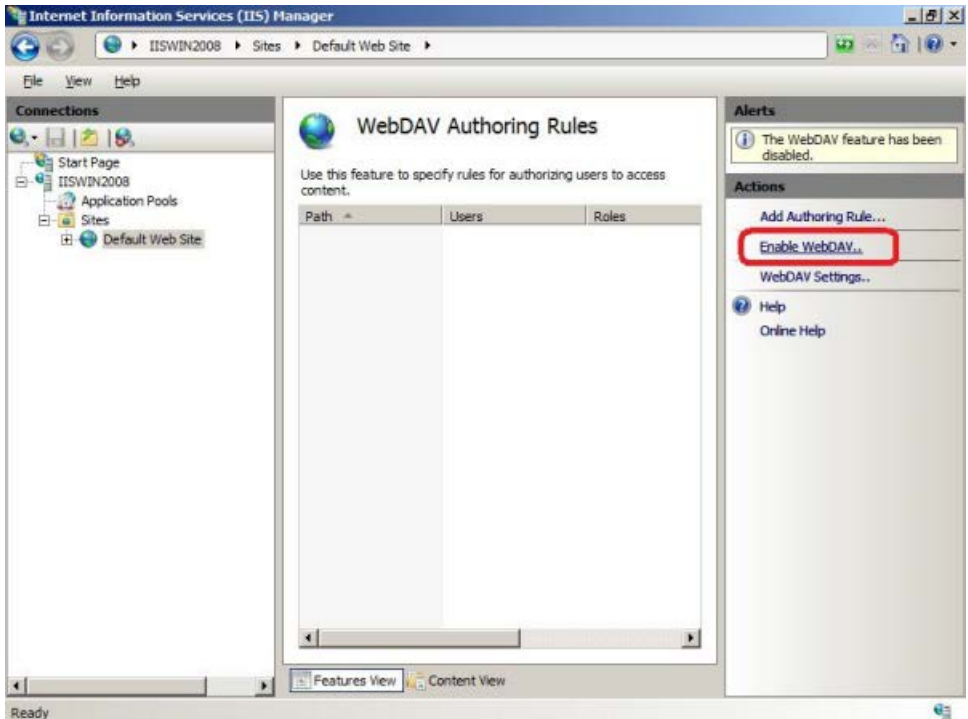 Internet Information Services (IIS) Manager
IISWIN2008 Sites Default Web Site
File View Help
Connections
Start Page
IISWIN2008
Application Pools
Sites
Default Web Site
WebDAV Authoring Rules
Use this feature to specify rules for authorizing users to access
content.
Path Users Roles
Features View Content View
Alerts
The WebDAV feature has been
disabled.
Actions
Add Authoring Rule...
Enable WebDAV..
WebDAV Settings..
Help
Online Help
Ready